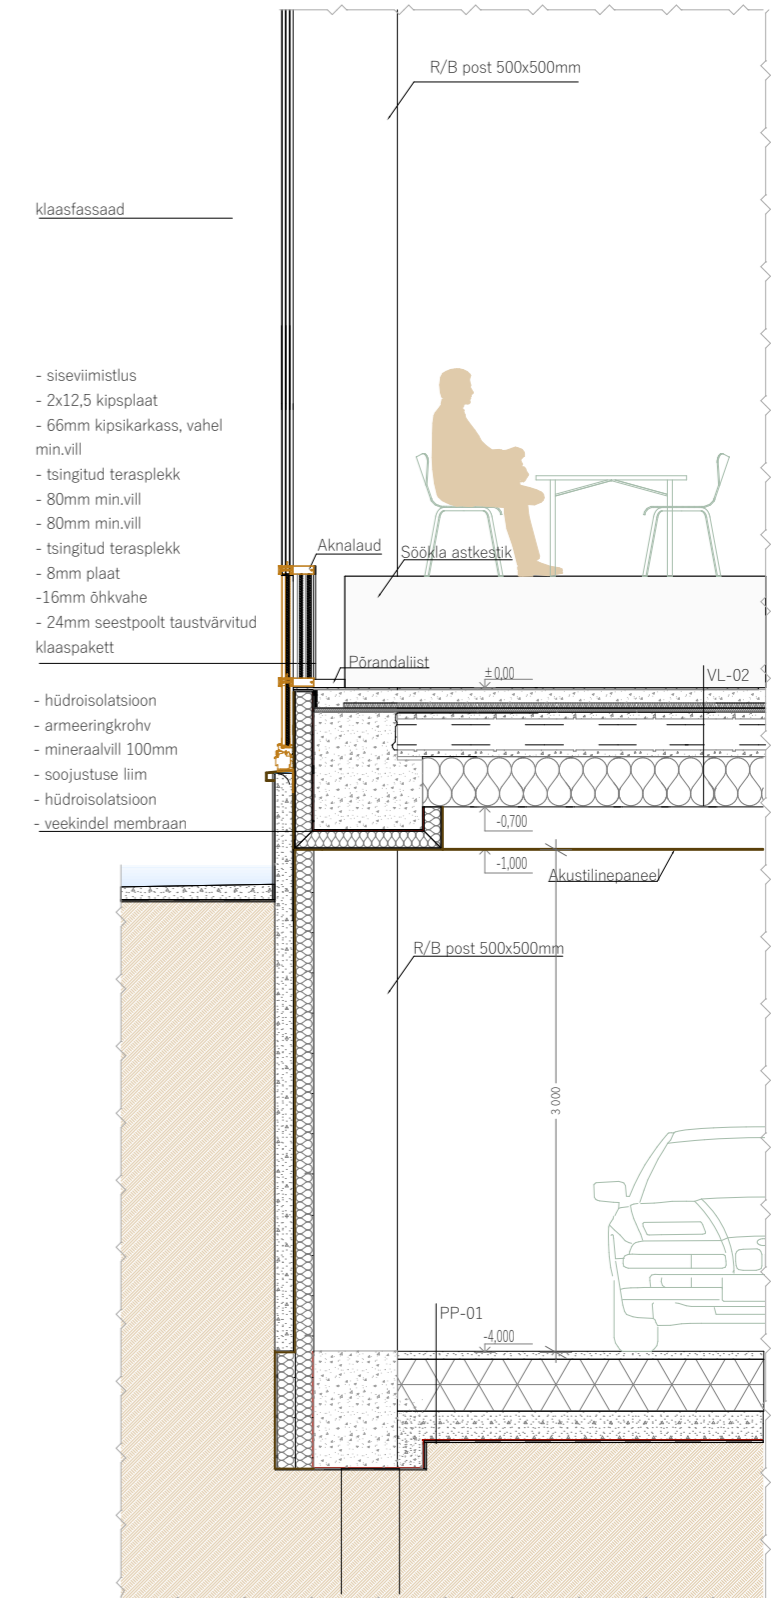 R/B post 500x500mm
klaasfassaad
- siseviimistlus
- 2x12,5 kipsplaat
- 66mm kipsikarkass, vahel
min.vill
- tsingitud terasplekk
- 80mm min.vill
- 80mm min.vill
- tsingitud terasplekk
- 8mm plaat
-16mm õhkvahe
- 24mm seestpoolt taustvärvitud
klaaspakett
Aknalaud
Söökla astkestik
Põrandaliist
±0,00
VL-02
- hüdroisolatsioon
- armeeringkrohv
- mineraalvill 100mm
- soojustuse liim
- hüdroisolatsioon
- veekindel membraan
-0,700
-1,000
Akustilinepaneel
R/B post 500x500mm
3 000
PP-01
-4,000